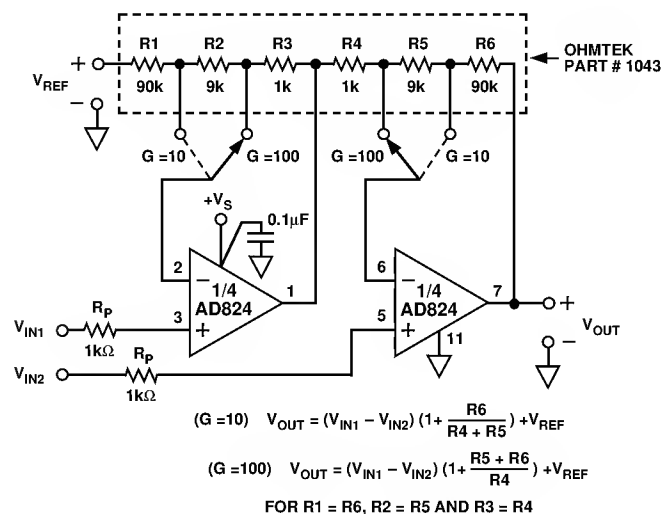 R1 R2 R3 R4 R5 R6
OHMTEK
PART # 1043
+
VREF
90k 9k 1k 1k 9k 90k
−
G =10 G =100 G =100 G =10
+VS
0.1μF
2 − 6 −
1/4 1 1/4 7 +
AD824 AD824
VIN1 RP 3 + 5 + 11 VOUT
1kΩ −
VIN2 RP
1kΩ
(G =10) VOUT = (VIN1 – VIN2) (1+ R6 / R4 + R5 ) +VREF
(G =100) VOUT = (VIN1 – VIN2) (1+ R5 + R6 / R4 ) +VREF
FOR R1 = R6, R2 = R5 AND R3 = R4